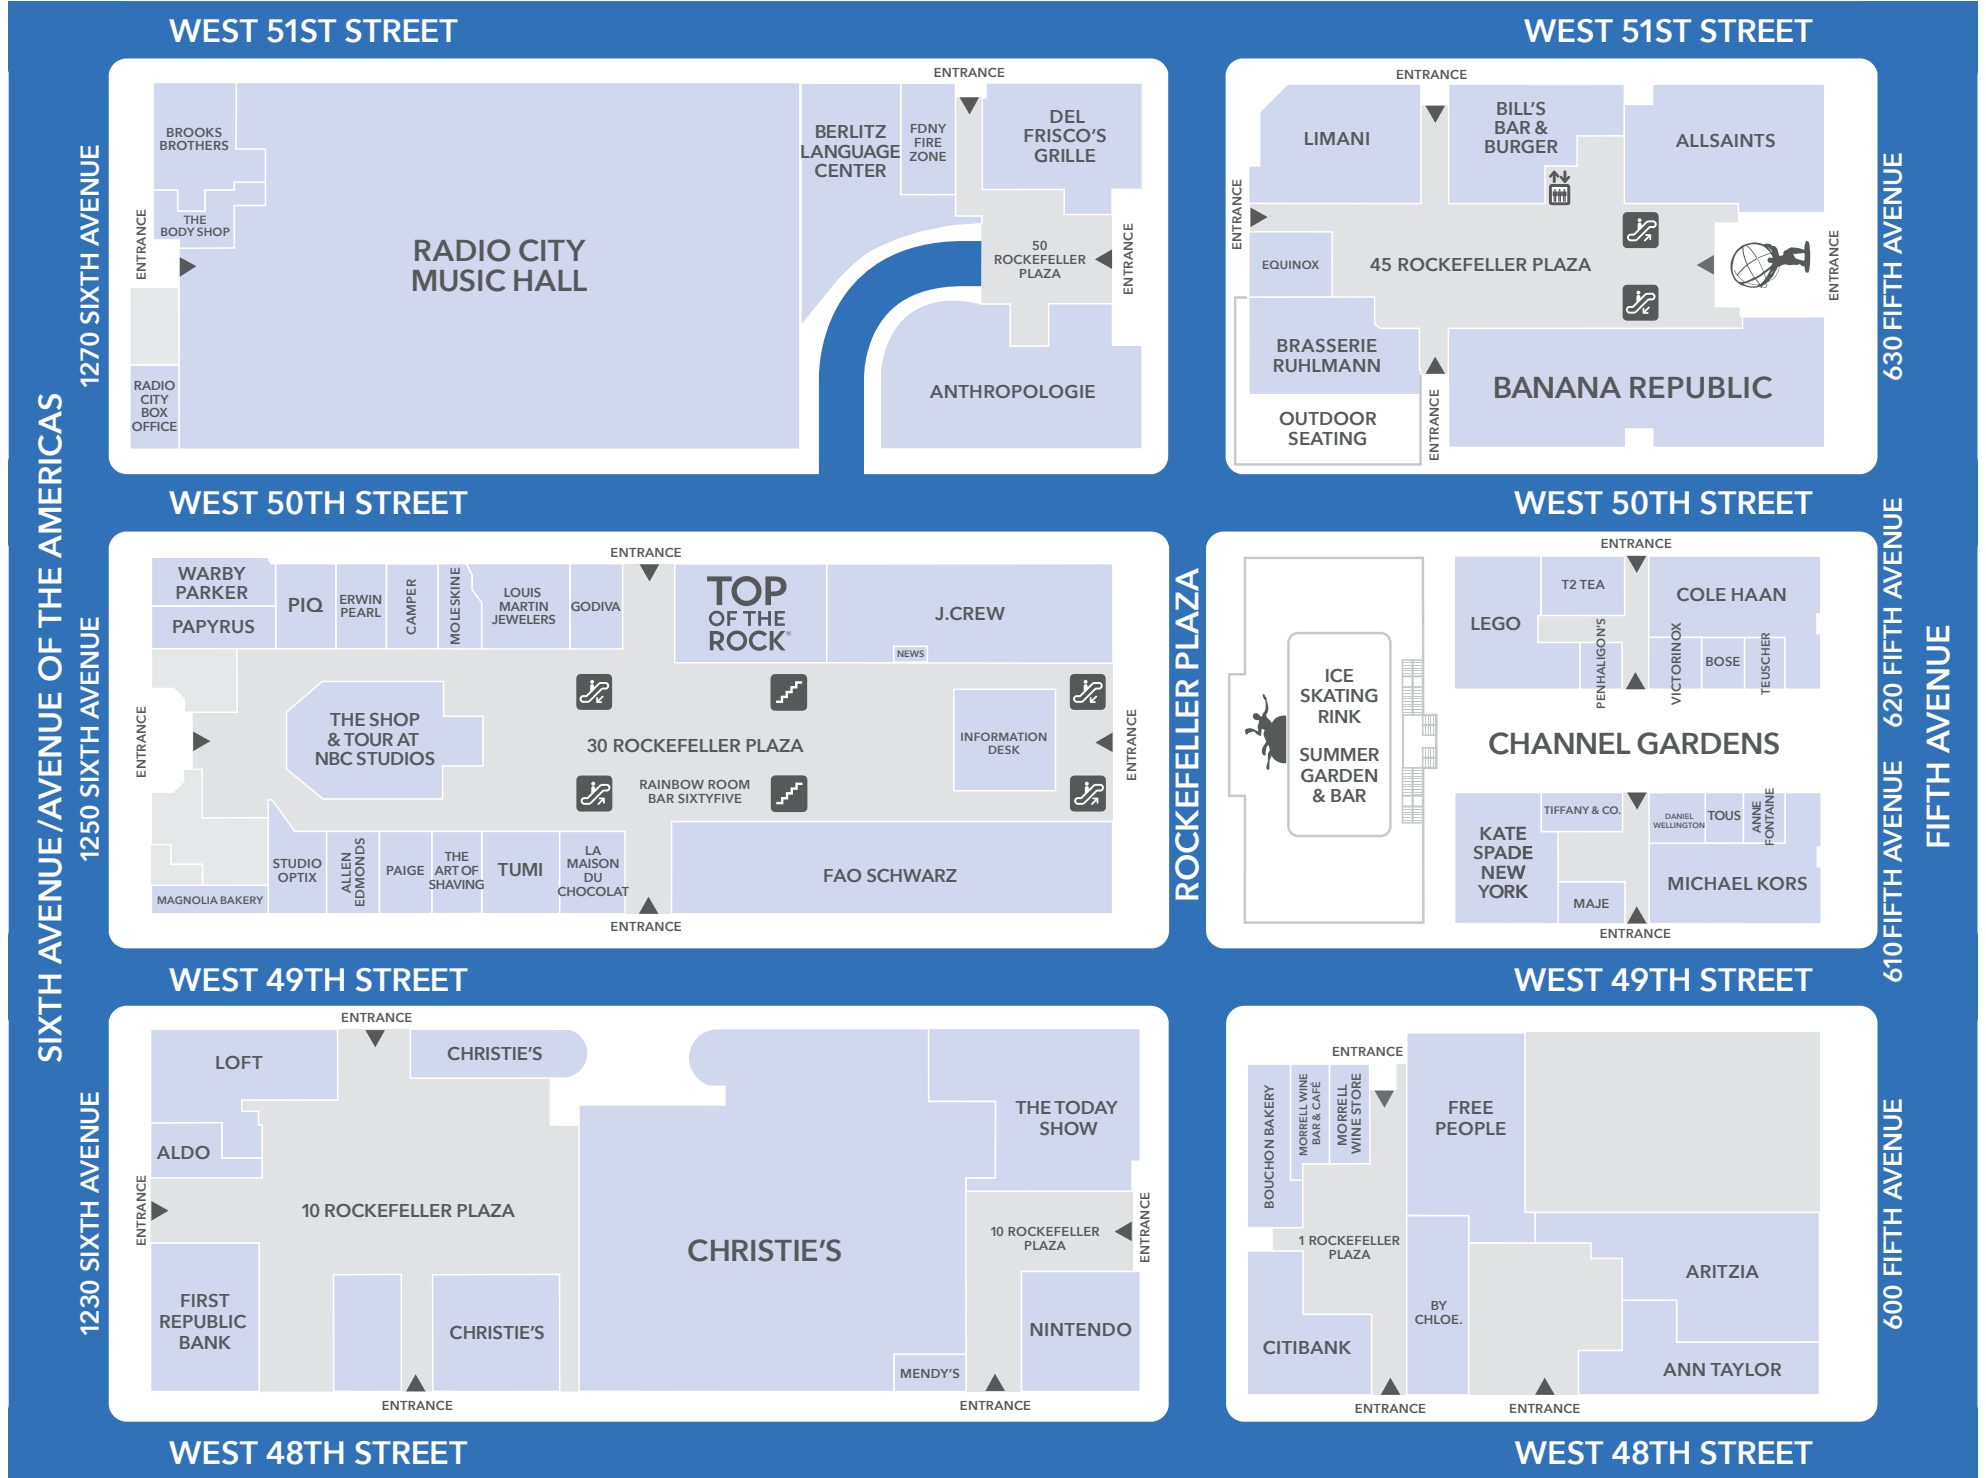 WEST 51ST STREET
WEST 51ST STREET
SIXTH AVENUE/AVENUE OF THE AMERICAS
1270 SIXTH AVENUE
BROOKS
BROTHERS
THE
BODY SHOP
ENTRANCE
RADIO
CITY
BOX
OFFICE
RADIO CITY
MUSIC HALL
BERLITZ
LANGUAGE
CENTER
FDNY
FIRE
ZONE
ENTRANCE
DEL
FRISCO'S
GRILLE
50
ROCKEFELLER
PLAZA
ENTRANCE
ANTHROPOLOGIE
ENTRANCE
LIMANI
BILL'S
BAR &
BURGER
ALLSAINTS
ENTRANCE
EQUINOX
45 ROCKEFELLER PLAZA
ENTRANCE
BRASSERIE
RUHLMANN
OUTDOOR
SEATING
ENTRANCE
BANANA REPUBLIC
630 FIFTH AVENUE
WEST 50TH STREET
WEST 50TH STREET
1250 SIXTH AVENUE
WARBY
PARKER
PAPYRUS
PIQ
ERWIN
PEARL
CAMPER
MOLESKINE
LOUIS
MARTIN
JEWELERS
GODIVA
ENTRANCE
TOP
OF THE
ROCK®
J.CREW
NEWS
ENTRANCE
THE SHOP
& TOUR AT
NBC STUDIOS
30 ROCKEFELLER PLAZA
RAINBOW ROOM
BAR SIXTYFIVE
INFORMATION
DESK
ENTRANCE
MAGNOLIA BAKERY
STUDIO
OPTIX
ALLEN
EDMONDS
PAIGE
THE
ART OF
SHAVING
TUMI
LA
MAISON
DU
CHOCOLAT
ENTRANCE
FAO SCHWARZ
ROCKEFELLER PLAZA
ICE
SKATING
RINK
SUMMER
GARDEN
& BAR
ENTRANCE
LEGO
T2 TEA
PENHALIGON'S
COLE HAAN
VICTORINOX
BOSE
TEUSCHER
CHANNEL GARDENS
KATE
SPADE
NEW
YORK
TIFFANY & CO.
MAJE
DANIEL
WELLINGTON
TOUS
ANNE
FONTAINE
MICHAEL KORS
ENTRANCE
620 FIFTH AVENUE
610 FIFTH AVENUE
FIFTH AVENUE
WEST 49TH STREET
WEST 49TH STREET
1230 SIXTH AVENUE
ENTRANCE
LOFT
CHRISTIE'S
ALDO
ENTRANCE
10 ROCKEFELLER PLAZA
FIRST
REPUBLIC
BANK
CHRISTIE'S
ENTRANCE
CHRISTIE'S
THE TODAY
SHOW
10 ROCKEFELLER
PLAZA
ENTRANCE
MENDY'S
NINTENDO
ENTRANCE
ENTRANCE
BOUCHON BAKERY
MORRELL WINE
BAR & CAFÉ
MORRELL
WINE STORE
FREE
PEOPLE
1 ROCKEFELLER
PLAZA
CITIBANK
BY
CHLOE.
ARITZIA
ANN TAYLOR
ENTRANCE
ENTRANCE
600 FIFTH AVENUE
WEST 48TH STREET
WEST 48TH STREET